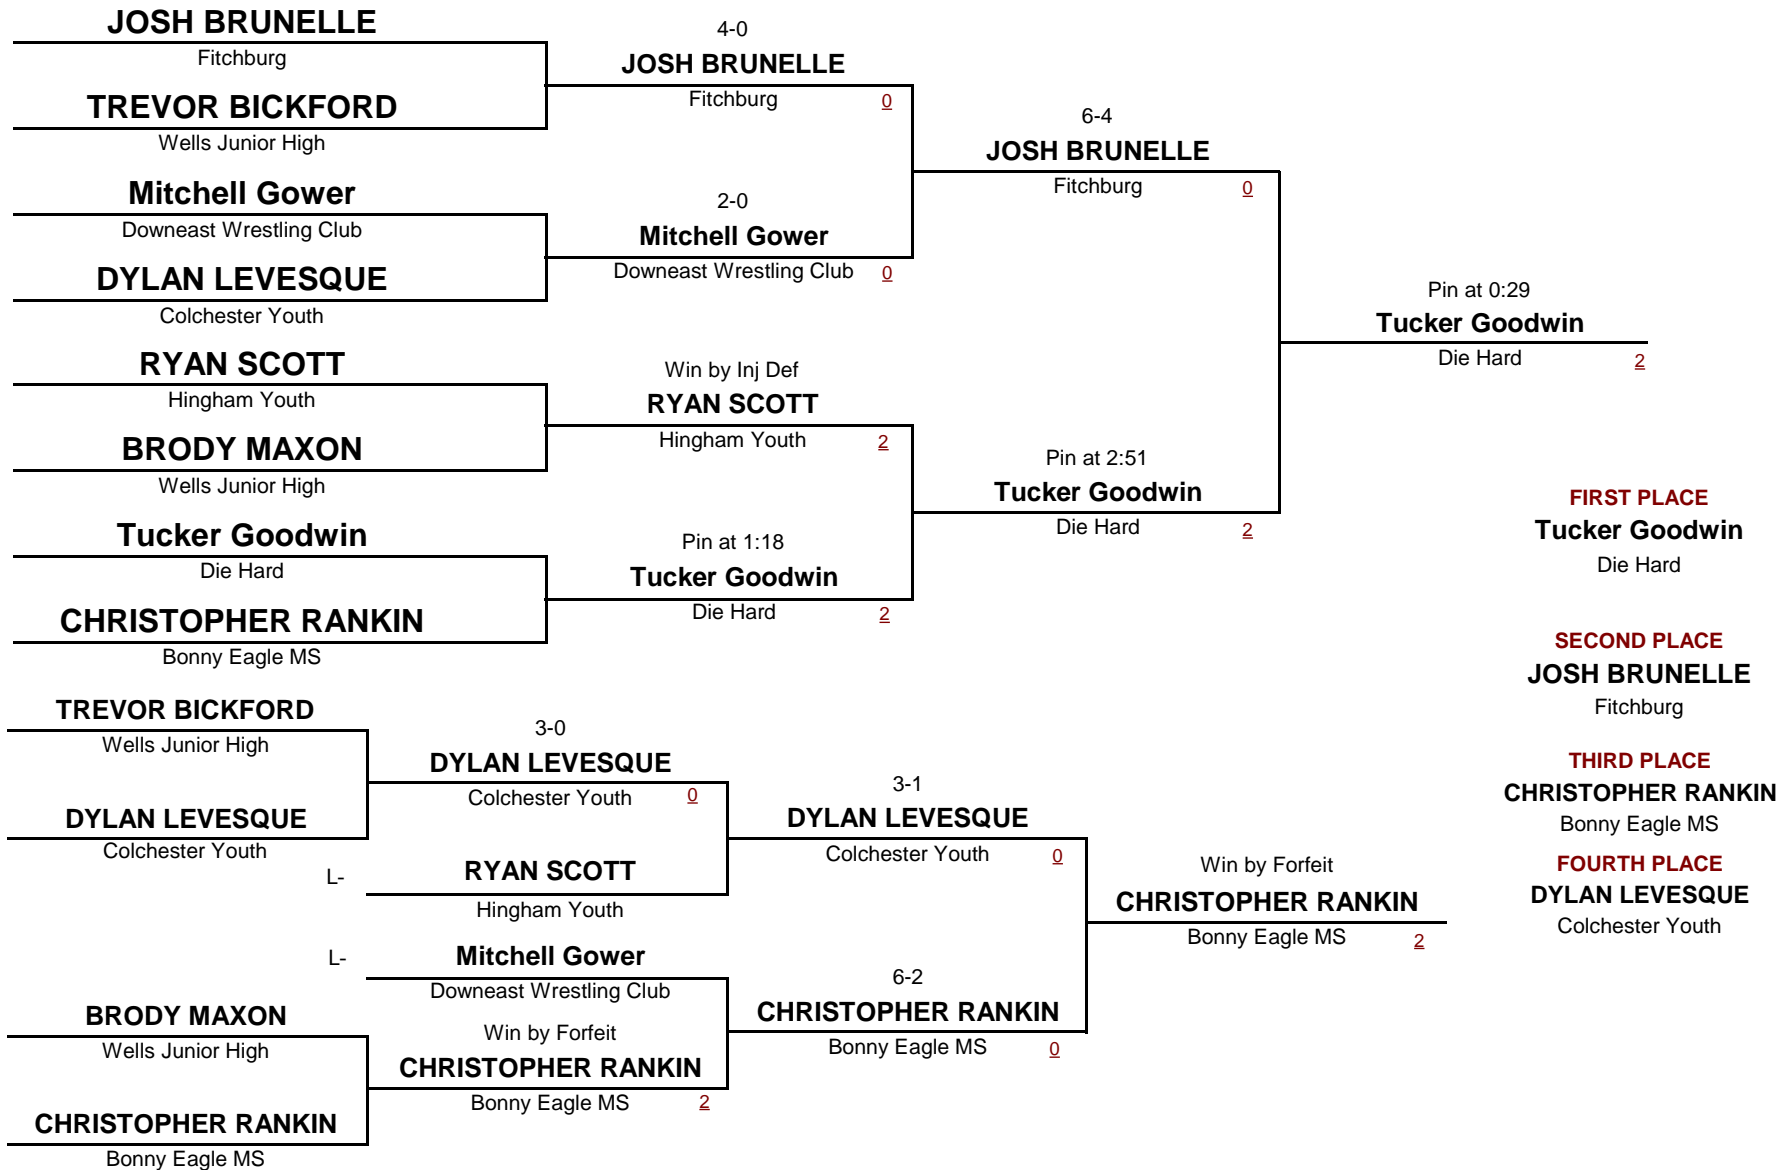 JOSH BRUNELLE
Fitchburg
TREVOR BICKFORD
Wells Junior High
Mitchell Gower
Downeast Wrestling Club
DYLAN LEVESQUE
Colchester Youth
RYAN SCOTT
Hingham Youth
BRODY MAXON
Wells Junior High
Tucker Goodwin
Die Hard
CHRISTOPHER RANKIN
Bonny Eagle MS
4-0
JOSH BRUNELLE
Fitchburg 0
2-0
Mitchell Gower
Downeast Wrestling Club 0
Win by Inj Def
RYAN SCOTT
Hingham Youth 2
Pin at 1:18
Tucker Goodwin
Die Hard 2
6-4
JOSH BRUNELLE
Fitchburg 0
Pin at 2:51
Tucker Goodwin
Die Hard 2
Pin at 0:29
Tucker Goodwin
Die Hard 2
TREVOR BICKFORD
Wells Junior High
DYLAN LEVESQUE
Colchester Youth
BRODY MAXON
Wells Junior High
CHRISTOPHER RANKIN
Bonny Eagle MS
3-0
DYLAN LEVESQUE
Colchester Youth 0
L- RYAN SCOTT
Hingham Youth
L- Mitchell Gower
Downeast Wrestling Club
Win by Forfeit
CHRISTOPHER RANKIN
Bonny Eagle MS 2
3-1
DYLAN LEVESQUE
Colchester Youth 0
6-2
CHRISTOPHER RANKIN
Bonny Eagle MS 0
Win by Forfeit
CHRISTOPHER RANKIN
Bonny Eagle MS 2
FIRST PLACE
Tucker Goodwin
Die Hard
SECOND PLACE
JOSH BRUNELLE
Fitchburg
THIRD PLACE
CHRISTOPHER RANKIN
Bonny Eagle MS
FOURTH PLACE
DYLAN LEVESQUE
Colchester Youth